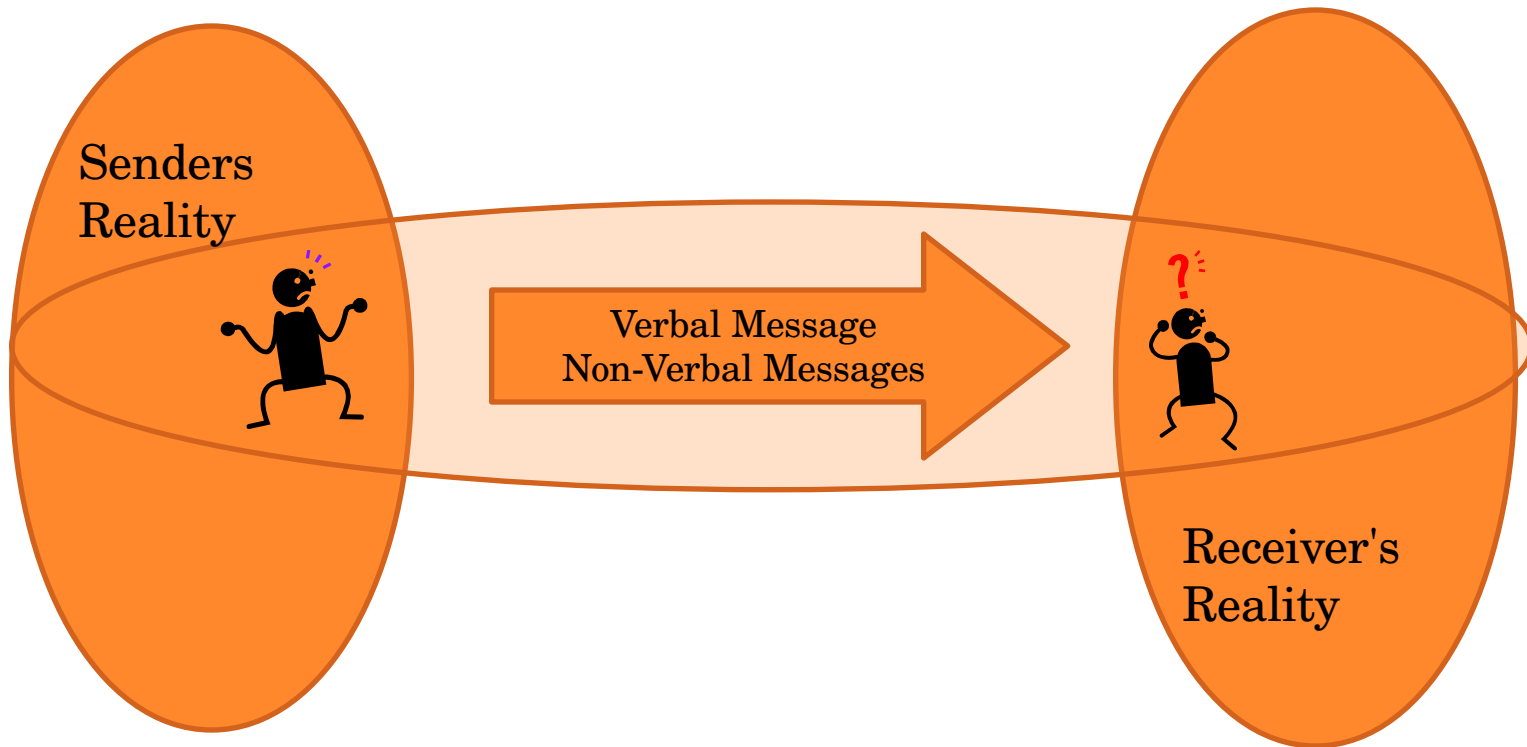 Senders
Reality
Verbal Message
Non-Verbal Messages
?
Receiver's
Reality